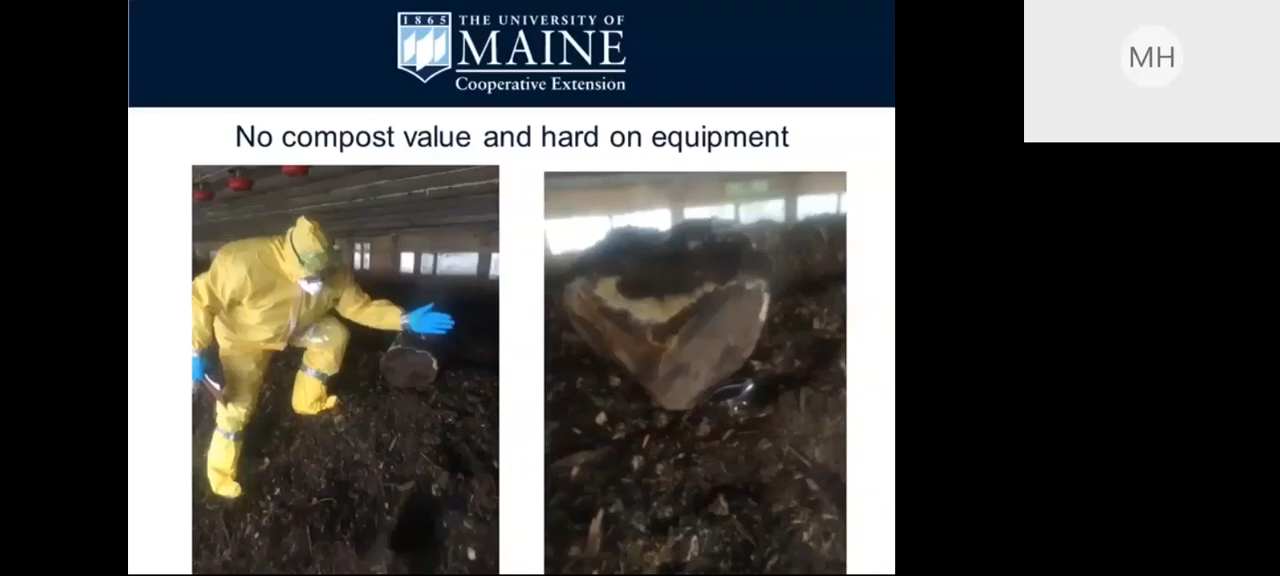 1865
THE UNIVERSITY OF
MAINE
Cooperative Extension
No compost value and hard on equipment
MH